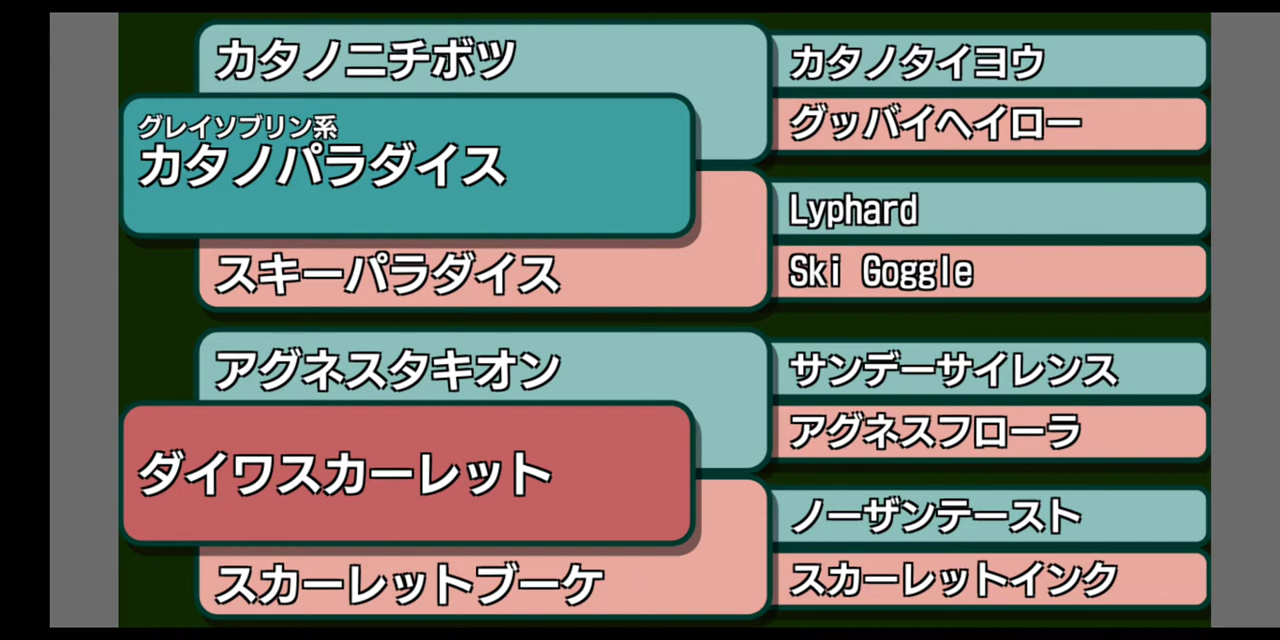 カタノニチボツ
カタノタイヨウ
グッバイヘイロー
グレイソブリン系
カタノパラダイス
Lyphard
スキーパラダイス
Ski Goggle
アグネスタキオン
サンデーサイレンス
アグネスフローラ
ダイワスカーレット
ノーザンテースト
スカーレットブーケ
スカーレットインク